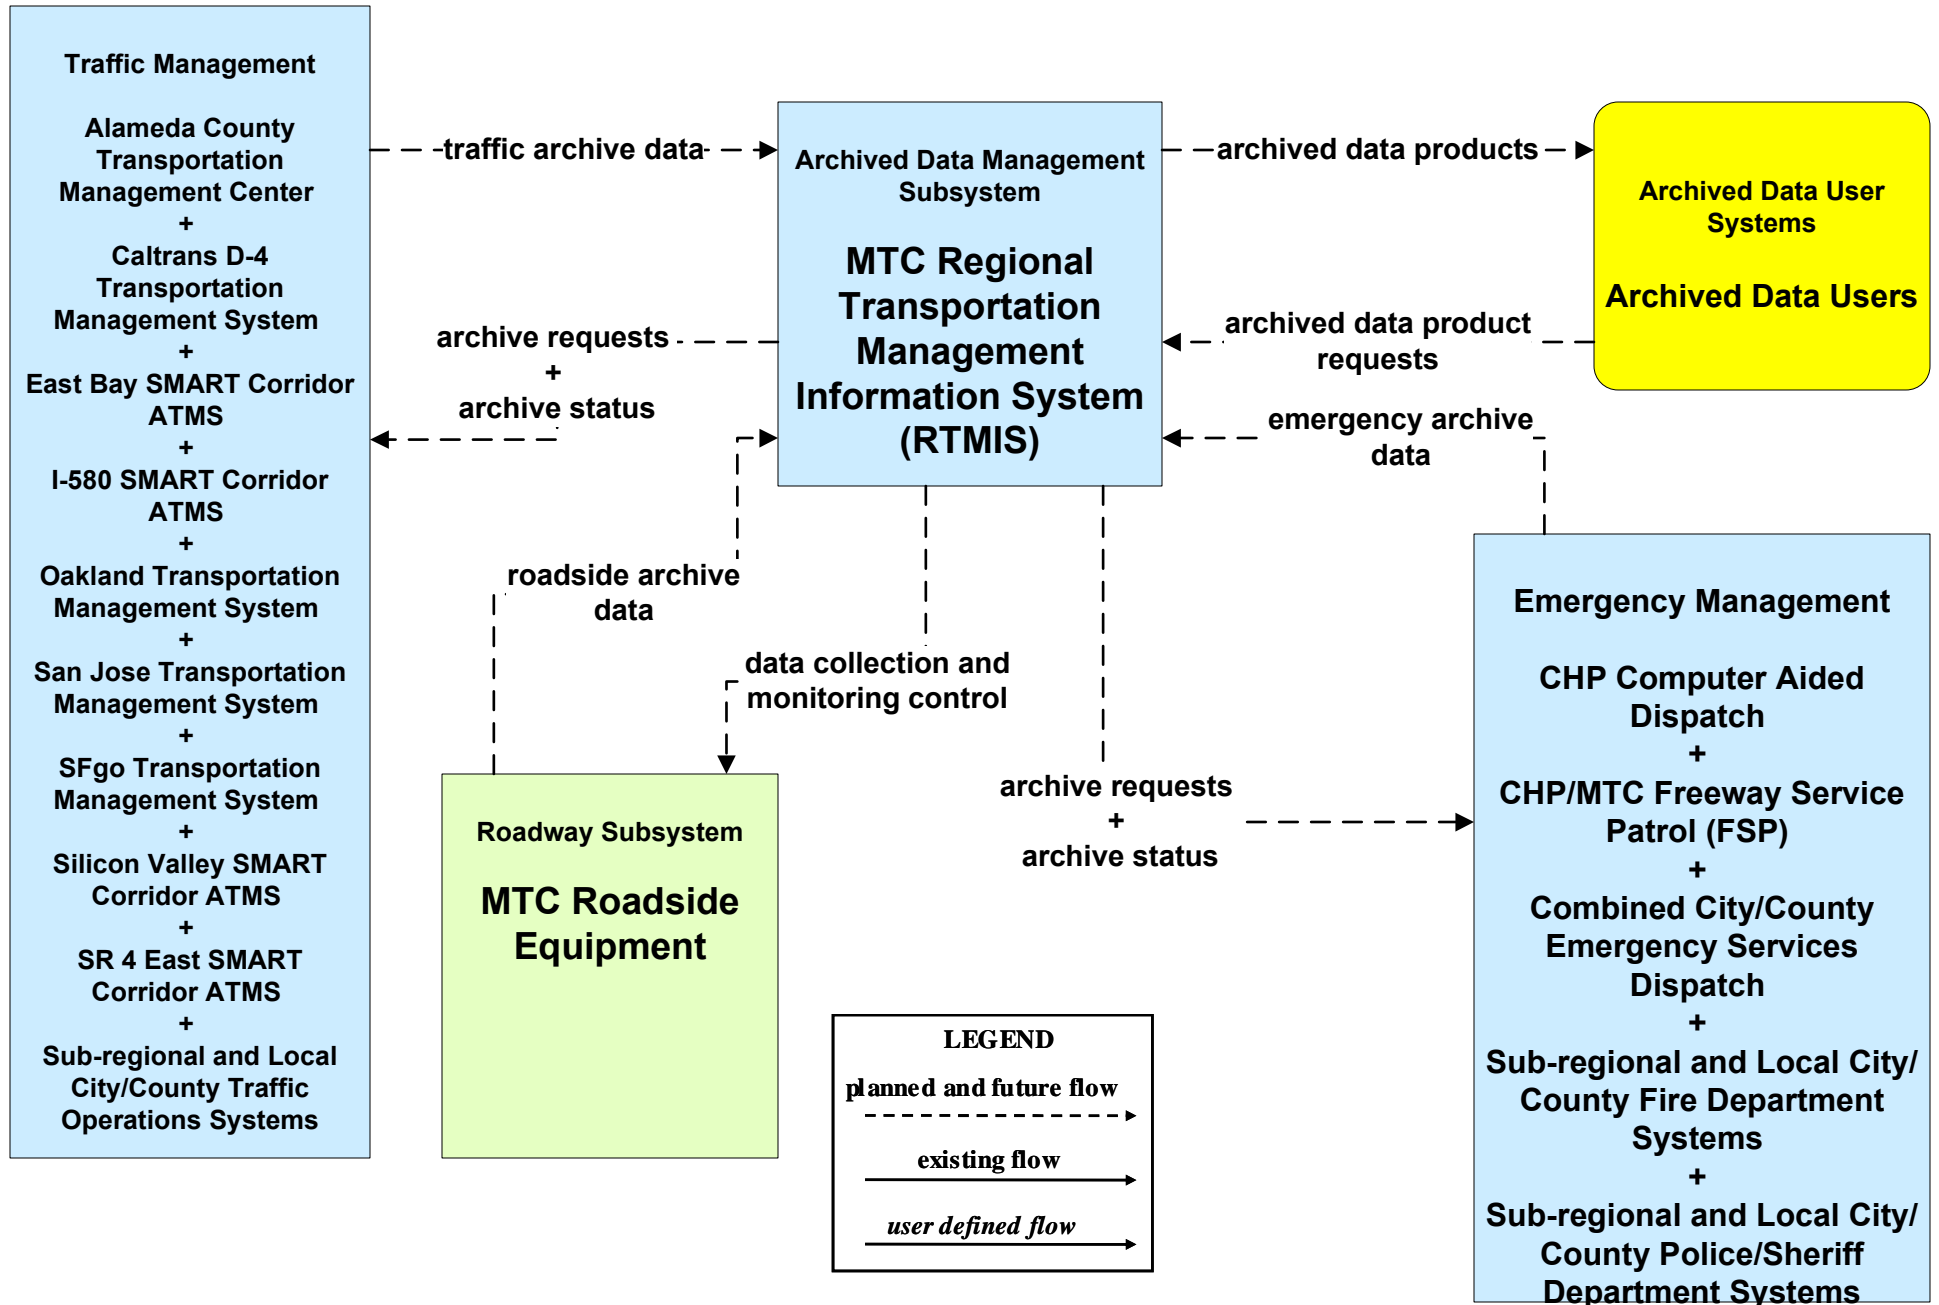 Traffic Management
Alameda County
Transportation
Management Center
+
Caltrans D-4
Transportation
Management System
+
East Bay SMART Corridor
ATMS
+
I-580 SMART Corridor
ATMS
+
Oakland Transportation
Management System
+
San Jose Transportation
Management System
+
SFgo Transportation
Management System
+
Silicon Valley SMART
Corridor ATMS
+
SR 4 East SMART
Corridor ATMS
+
Sub-regional and Local
City/County Traffic
Operations Systems
traffic archive data
archive requests
+
archive status
Archived Data Management
Subsystem
MTC Regional
Transportation
Management
Information System
(RTMIS)
archived data products
archived data product
requests
emergency archive
data
Archived Data User
Systems
Archived Data Users
roadside archive
data
data collection and
monitoring control
archive requests
+
archive status
Roadway Subsystem
MTC Roadside
Equipment
Emergency Management
CHP Computer Aided
Dispatch
+
CHP/MTC Freeway Service
Patrol (FSP)
+
Combined City/County
Emergency Services
Dispatch
+
Sub-regional and Local City/
County Fire Department
Systems
+
Sub-regional and Local City/
County Police/Sheriff
Department Systems
LEGEND
planned and future flow
existing flow
user defined flow